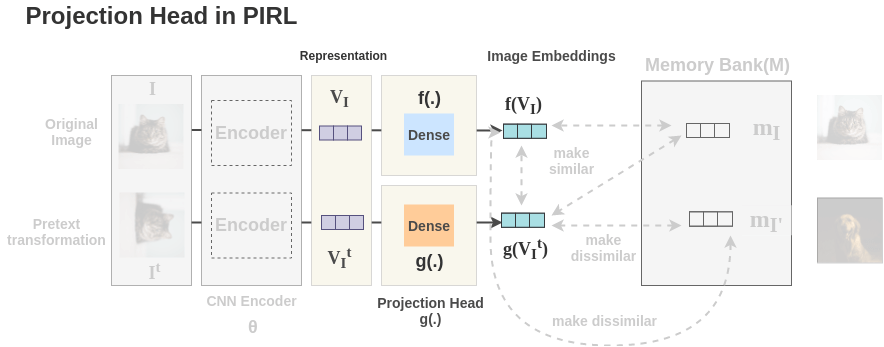 Projection Head in PIRL
Representation
Image Embeddings
Memory Bank(M)
I
V_I
f(.)
f(V_I)
Original
Image
Encoder
Dense
m_I
make
similar
Pretext
transformation
Encoder
Dense
m_I'
make
dissimilar
I^t
V_I^t
g(.)
g(V_I^t)
CNN Encoder
θ
Projection Head
g(.)
make dissimilar